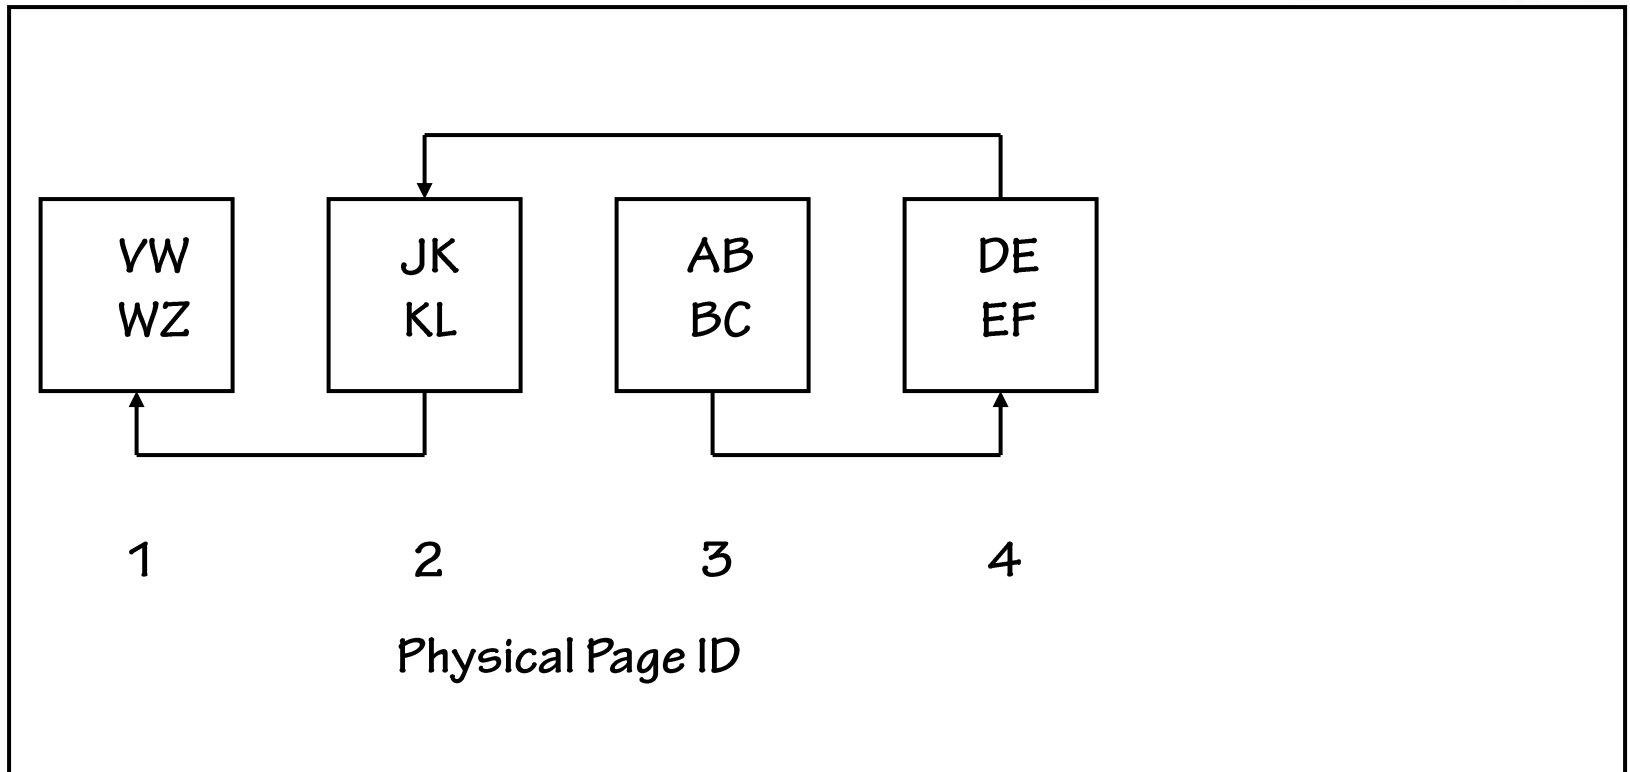 VW
WZ
JK
KL
AB
BC
DE
EF
1
2
3
4
Physical Page ID